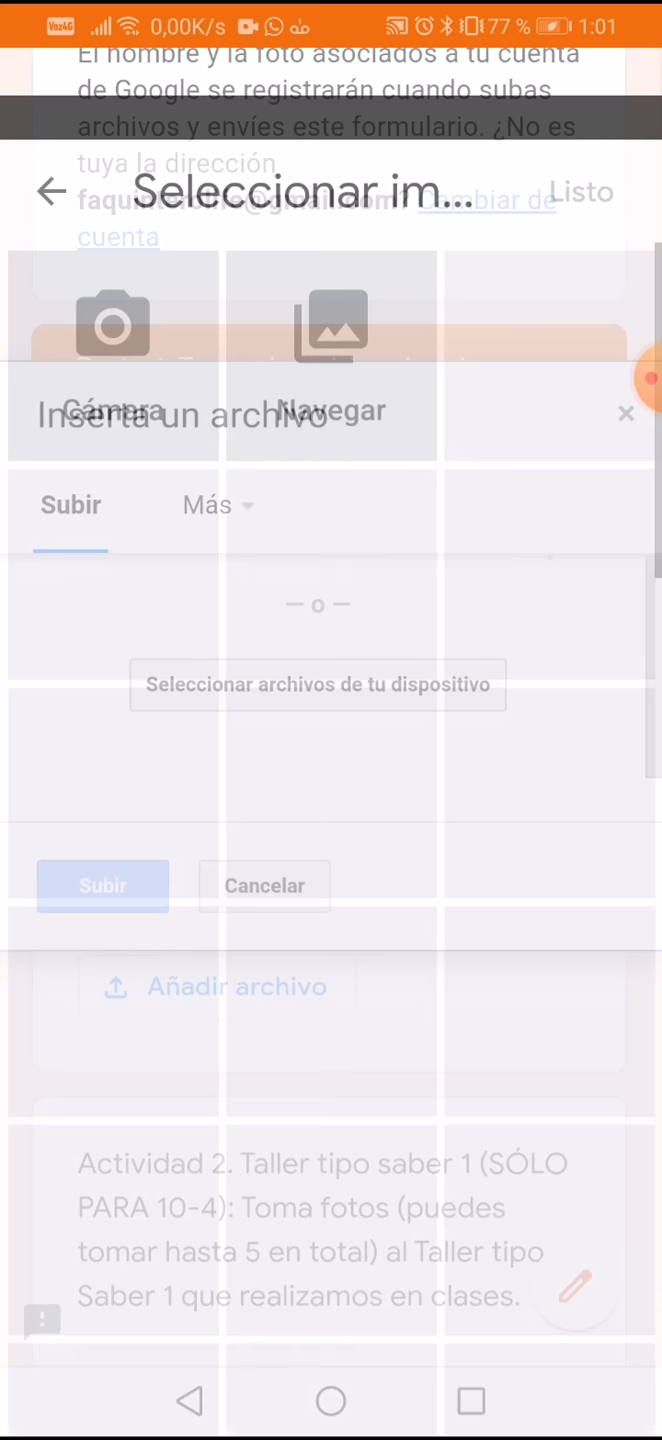 Voz4G 0,00K/s 77 % 1:01
El nombre y la foto asociados a tu cuenta
de Google se registrarán cuando subas
archivos y envíes este formulario. ¿No es
tuya la dirección
Seleccionar im... Listo
Cambiar de
cuenta
Cámara Navegar
Inserta un archivo ×
Subir Más
— o —
Seleccionar archivos de tu dispositivo
Subir Cancelar
Añadir archivo
Actividad 2. Taller tipo saber 1 (SÓLO
PARA 10-4): Toma fotos (puedes
tomar hasta 5 en total) al Taller tipo
Saber 1 que realizamos en clases.